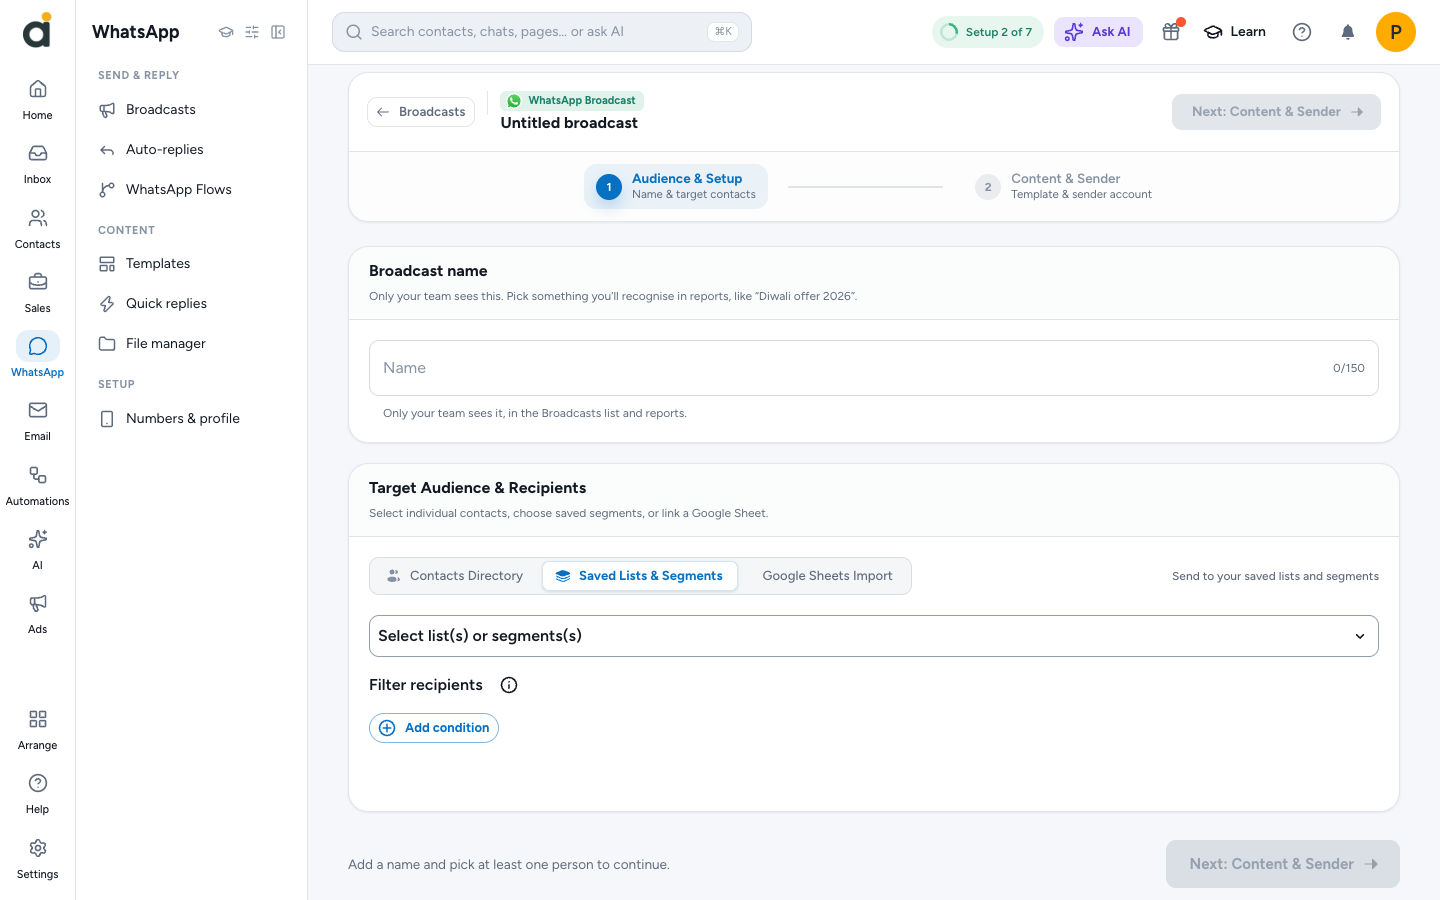 WhatsApp
Search contacts, chats, pages... or ask AI
⌘K
Setup 2 of 7
Ask AI
Learn
P
Home
Inbox
Contacts
Sales
WhatsApp
Email
Automations
AI
Ads
Arrange
Help
Settings
SEND & REPLY
Broadcasts
Auto-replies
WhatsApp Flows
CONTENT
Templates
Quick replies
File manager
SETUP
Numbers & profile
Broadcasts
WhatsApp Broadcast
Untitled broadcast
Next: Content & Sender
1
Audience & Setup
Name & target contacts
2
Content & Sender
Template & sender account
Broadcast name
Only your team sees this. Pick something you'll recognise in reports, like “Diwali offer 2026”.
Name
0/150
Only your team sees it, in the Broadcasts list and reports.
Target Audience & Recipients
Select individual contacts, choose saved segments, or link a Google Sheet.
Contacts Directory
Saved Lists & Segments
Google Sheets Import
Send to your saved lists and segments
Select list(s) or segments(s)
Filter recipients
Add condition
Add a name and pick at least one person to continue.
Next: Content & Sender